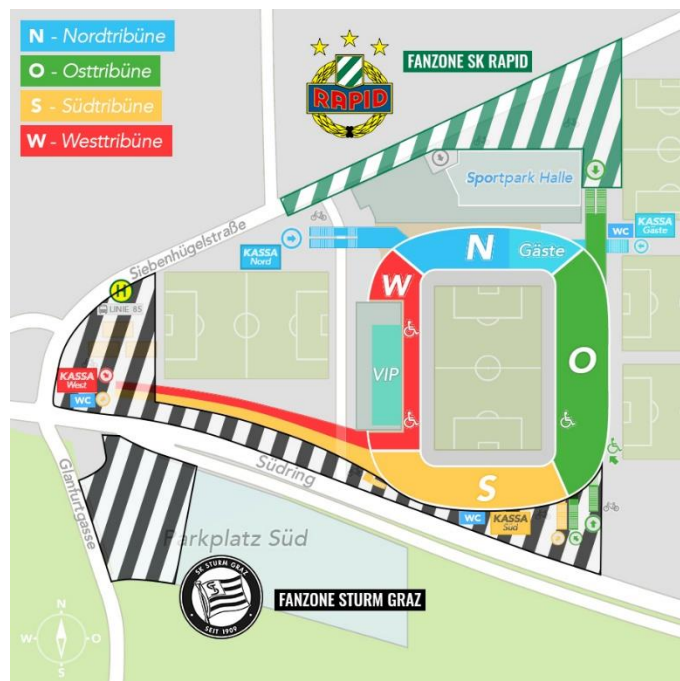 N - Nordtribüne
O - Osttribüne
S - Südtribüne
W - Westtribüne
RAPID
FANZONE SK RAPID
Sportpark Halle
Siebenhügelstraße
KASSA
Nord
N
Gäste
WC
KASSA
Gäste
W
H
LINIE 85
KASSA
West
WC
VIP
O
S
Südring
WC
KASSA
Süd
Glanfurtgasse
Parkplatz Süd
SK STURM GRAZ
SEIT 1909
FANZONE STURM GRAZ
N
W
O
S